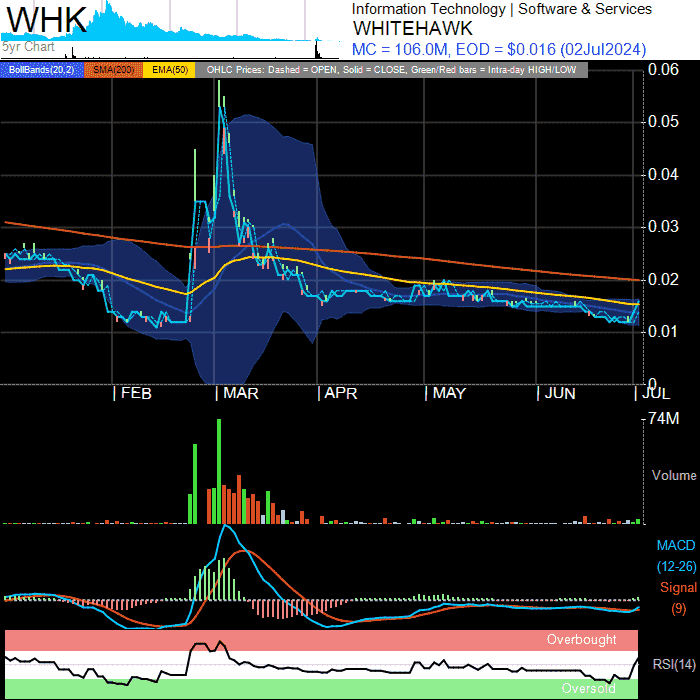 WHK
5yr Chart
Information Technology | Software & Services
WHITEHAWK
MC = 106.0M, EOD = $0.016 (02Jul2024)
BollBands(20,2) SMA(200) EMA(50) OHLC Prices: Dashed = OPEN, Solid = CLOSE, Green/Red bars = Intra-day HIGH/LOW
0.06
0.05
0.04
0.03
0.02
0.01
0
| FEB | MAR | APR | MAY | JUN | JUL
74M
Volume
MACD
(12-26)
Signal
(9)
Overbought
RSI(14)
Oversold